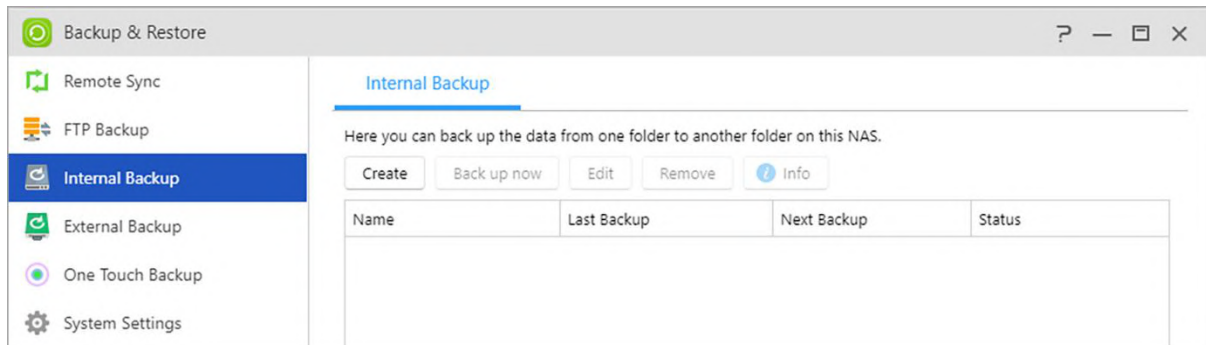 Backup & Restore
Remote Sync
FTP Backup
Internal Backup
External Backup
One Touch Backup
System Settings
Internal Backup
Here you can back up the data from one folder to another folder on this NAS.
Create Back up now Edit Remove Info
Name Last Backup Next Backup Status